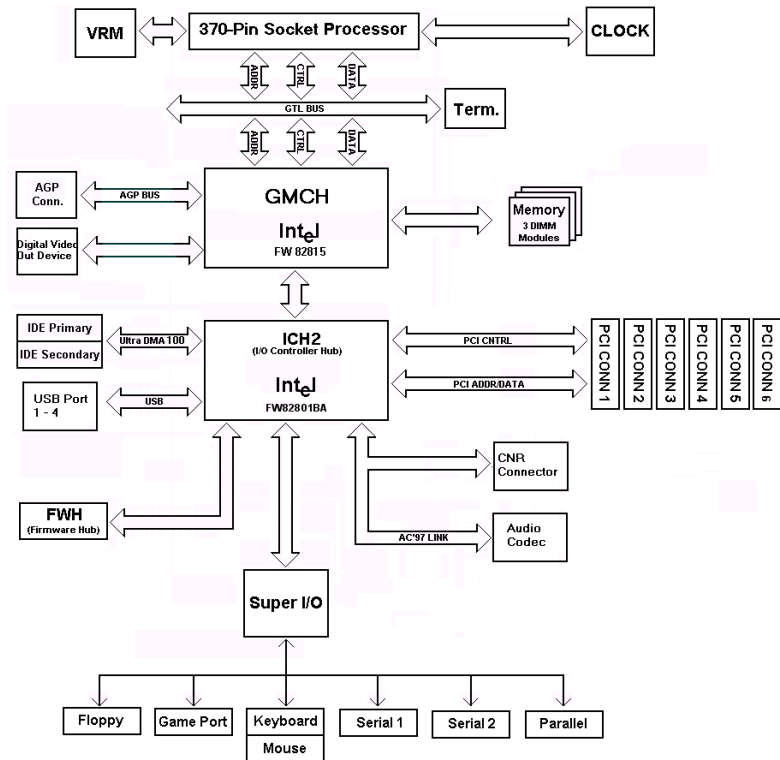 VRM
370-Pin Socket Processor
CLOCK
ADDR
CTRL
DATA
GTL BUS
Term.
ADDR
CTRL
DATA
AGP
Conn.
AGP BUS
GMCH
Intel
FW 82815
Memory
3 DIMM
Modules
Digital Video
Out Device
IDE Primary
IDE Secondary
Ultra DMA 100
ICH2
(I/O Controller Hub)
Intel
FW82801BA
PCI CNTRL
PCI ADDR/DATA
PCI CONN 1
PCI CONN 2
PCI CONN 3
PCI CONN 4
PCI CONN 5
PCI CONN 6
USB Port
1 - 4
USB
CNR
Connector
FWH
(Firmware Hub)
AC'97 LINK
Audio
Codec
Super I/O
Floppy
Game Port
Keyboard
Mouse
Serial 1
Serial 2
Parallel